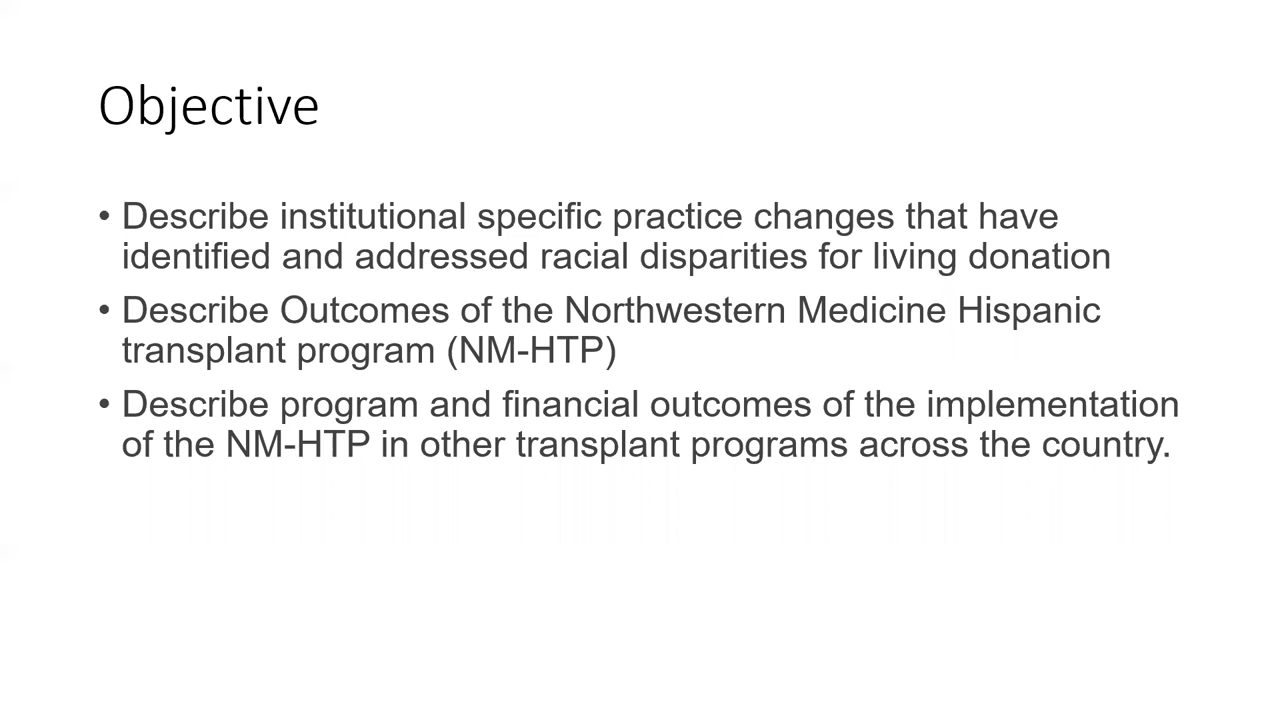 Objective
• Describe institutional specific practice changes that have
identified and addressed racial disparities for living donation
• Describe Outcomes of the Northwestern Medicine Hispanic
transplant program (NM-HTP)
• Describe program and financial outcomes of the implementation
of the NM-HTP in other transplant programs across the country.